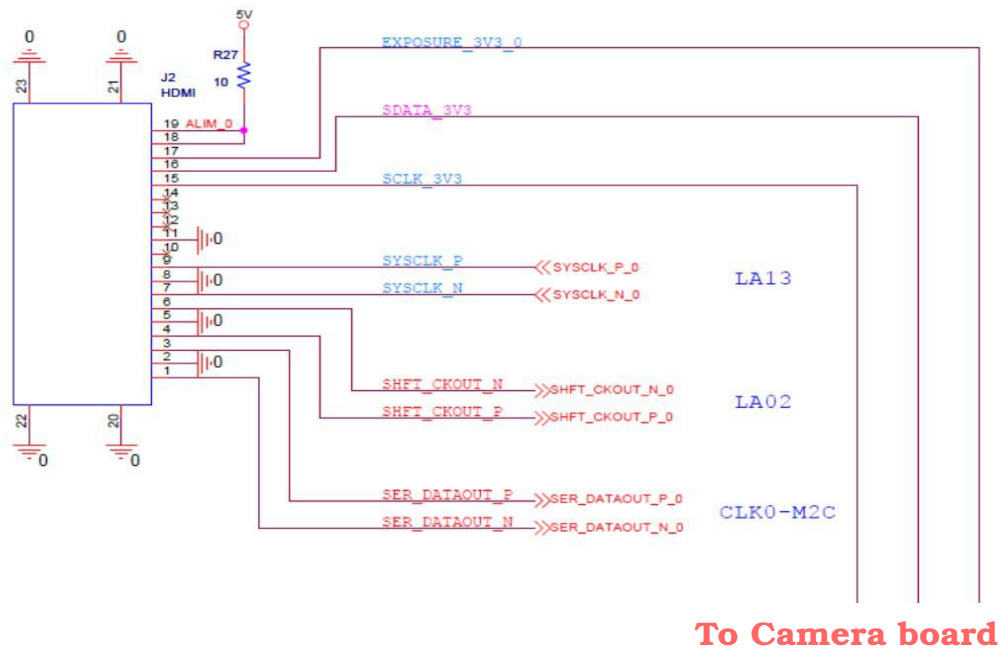 5V
0 0
EXPOSURE_3V3_0
R27
23 21
J2
10
HDMI
SDATA_3V3
19 ALIM_0
18
17
16
15
SCLK_3V3
14
13
12
11
0
10
9
SYSCLK_P
SYSCLK_P_0
LA13
8
0
7
SYSCLK_N
SYSCLK_N_0
6
5
0
4
3
2
0
1
SHFT_CKOUT_N
SHFT_CKOUT_N_0
LA02
SHFT_CKOUT_P
SHFT_CKOUT_P_0
22 20
0 0
SER_DATAOUT_P
SER_DATAOUT_P_0
CLK0-M2C
SER_DATAOUT_N
SER_DATAOUT_N_0
To Camera board